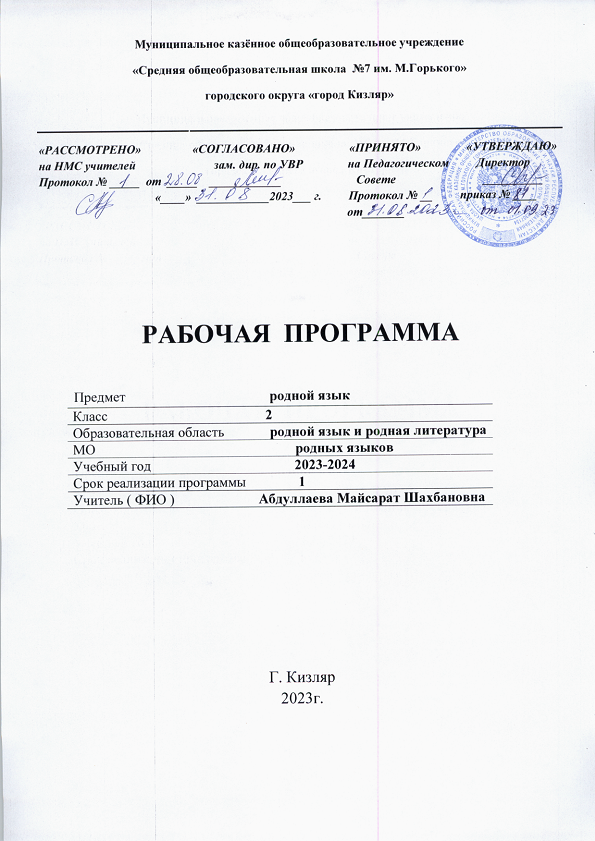 Муниципальное казённое общеобразовательное учреждение
«Средняя общеобразовательная школа №7 им. М.Горького»
городского округа «город Кизляр»
«РАССМОТРЕНО» «СОГЛАСОВАНО» «ПРИНЯТО» «УТВЕРЖДАЮ»
на НМС учителей зам. дир. по УВР на Педагогическом Директор
Протокол № 1 от 28.08 Совете
«___» 31.08 2023 г. Протокол № 1 приказ № 
от 31.08.2023 от 01.09.23
РАБОЧАЯ ПРОГРАММА
Предмет родной язык
Класс 2
Образовательная область родной язык и родная литература
МО родных языков
Учебный год 2023-2024
Срок реализации программы 1
Учитель ( ФИО ) Абдуллаева Майсарат Шахбановна
Г. Кизляр
2023г.